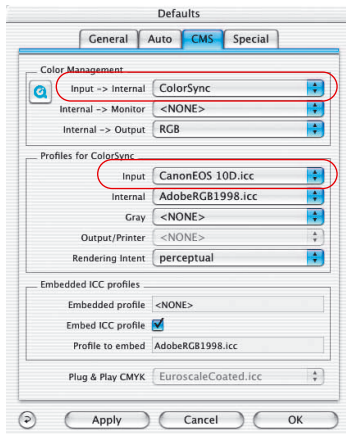 Defaults
General Auto CMS Special
Color Management
Input -> Internal ColorSync
Internal -> Monitor <NONE>
Internal -> Output RGB
Profiles for ColorSync
Input CanonEOS 10D.icc
Internal AdobeRGB1998.icc
Gray <NONE>
Output/Printer <NONE>
Rendering Intent perceptual
Embedded ICC profiles
Embedded profile <NONE>
Embed ICC profile
Profile to embed AdobeRGB1998.icc
Plug & Play CMYK EuroscaleCoated.icc
Apply Cancel OK